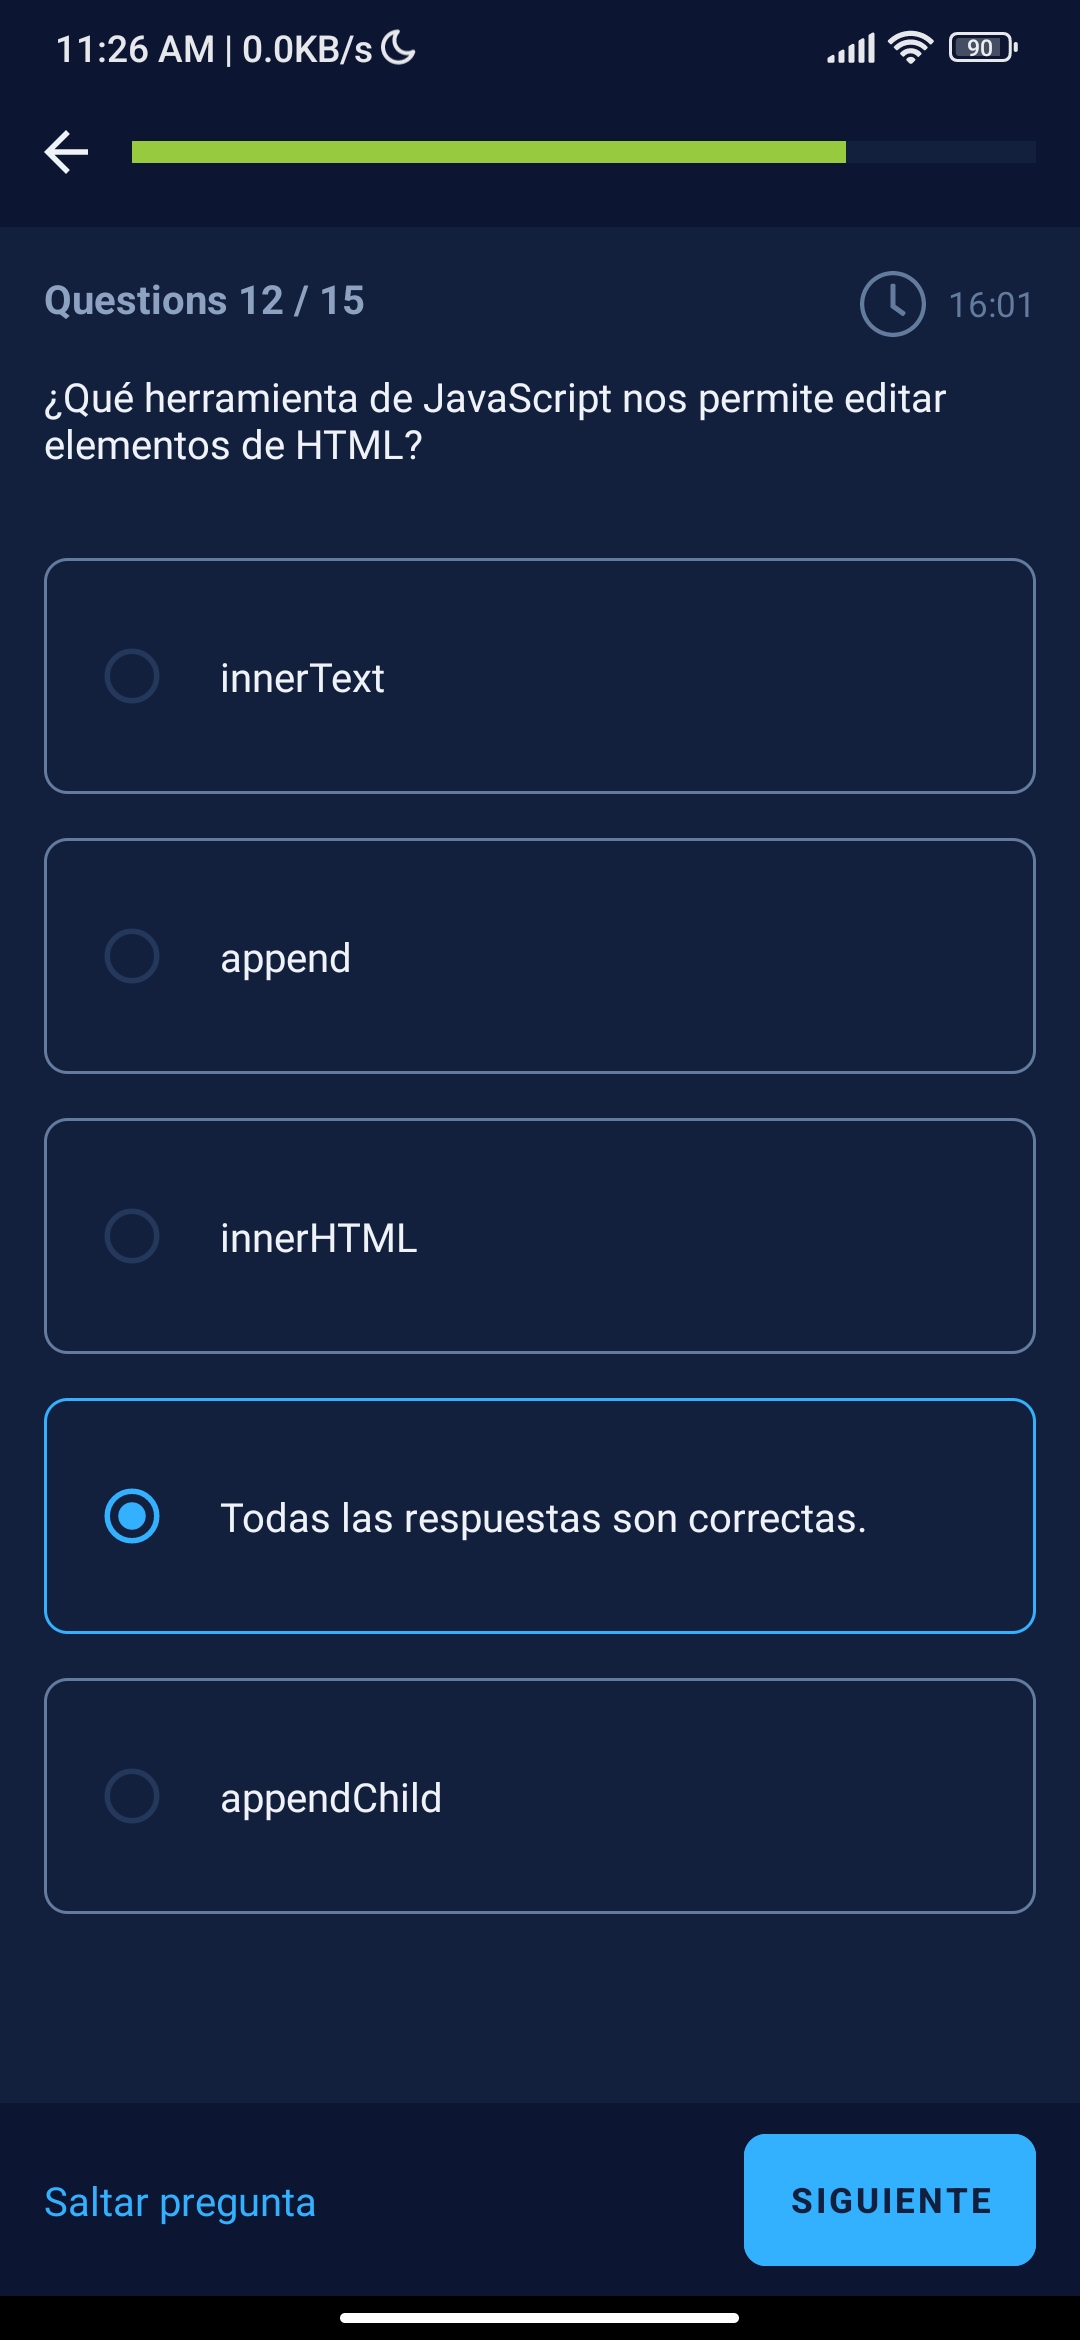 11:26 AM | 0.0KB/s
90
Questions 12 / 15
16:01
¿Qué herramienta de JavaScript nos permite editar
elementos de HTML?
innerText
append
innerHTML
Todas las respuestas son correctas.
appendChild
Saltar pregunta
SIGUIENTE